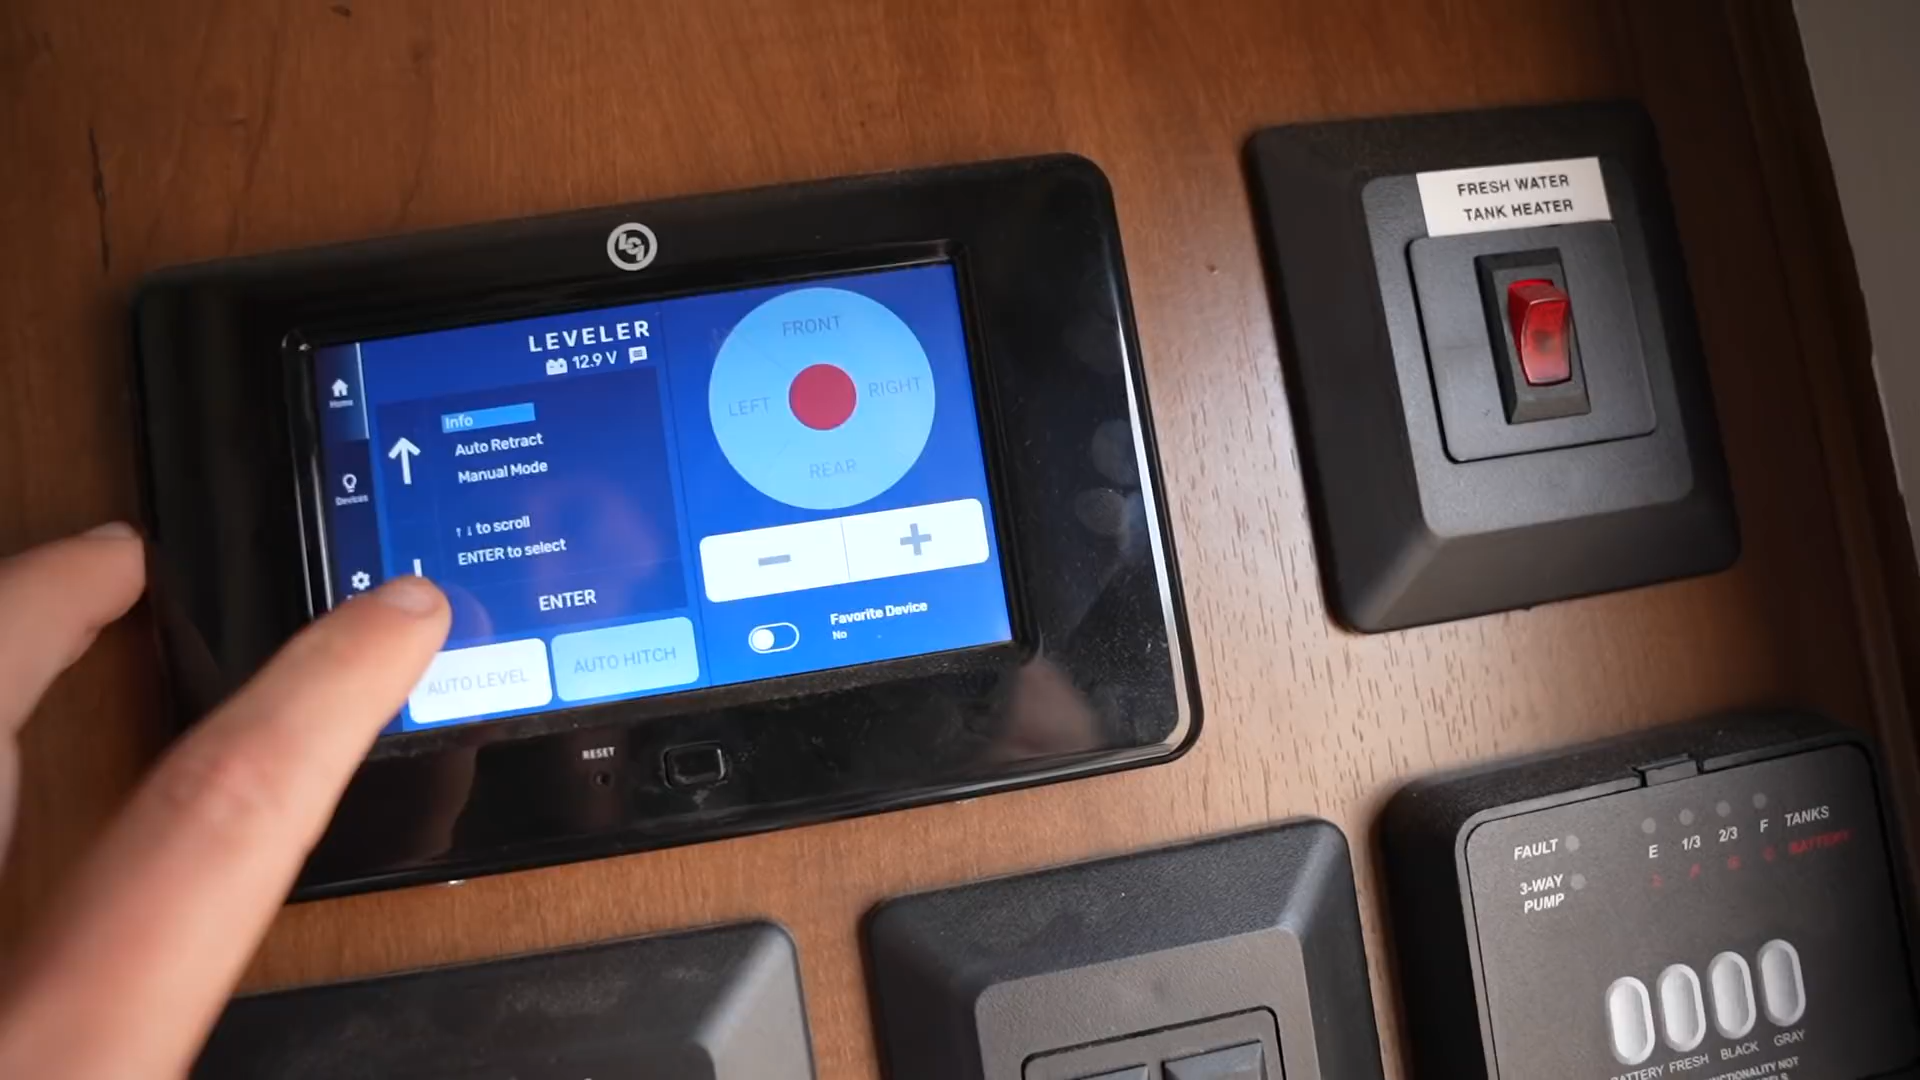 LEVELER
12.9 V
Home
Info
Auto Retract
Manual Mode
Devices
↑ ↓ to scroll
ENTER to select
ENTER
AUTO LEVEL
AUTO HITCH
FRONT
LEFT
RIGHT
REAR
− +
Favorite Device
No
RESET
FRESH WATER
TANK HEATER
FAULT
E 1/3 2/3 F TANKS
BATTERY
3-WAY
PUMP
BATTERY FRESH BLACK GRAY